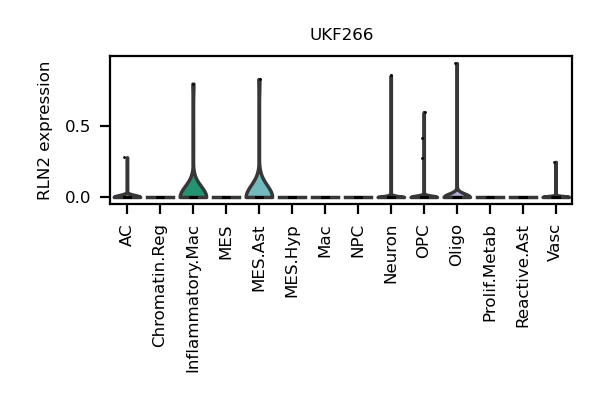 UKF266
RLN2 expression
0.5
0.0
AC
Chromatin.Reg
Inflammatory.Mac
MES
MES.Ast
MES.Hyp
Mac
NPC
Neuron
OPC
Oligo
Prolif.Metab
Reactive.Ast
Vasc